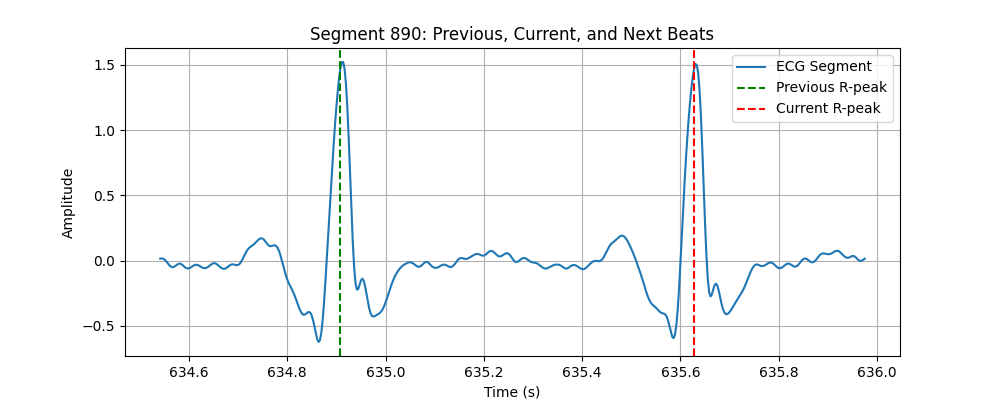 Segment 890: Previous, Current, and Next Beats
ECG Segment
Previous R-peak
Current R-peak
Amplitude
1.5
1.0
0.5
0.0
−0.5
634.6 634.8 635.0 635.2 635.4 635.6 635.8 636.0
Time (s)